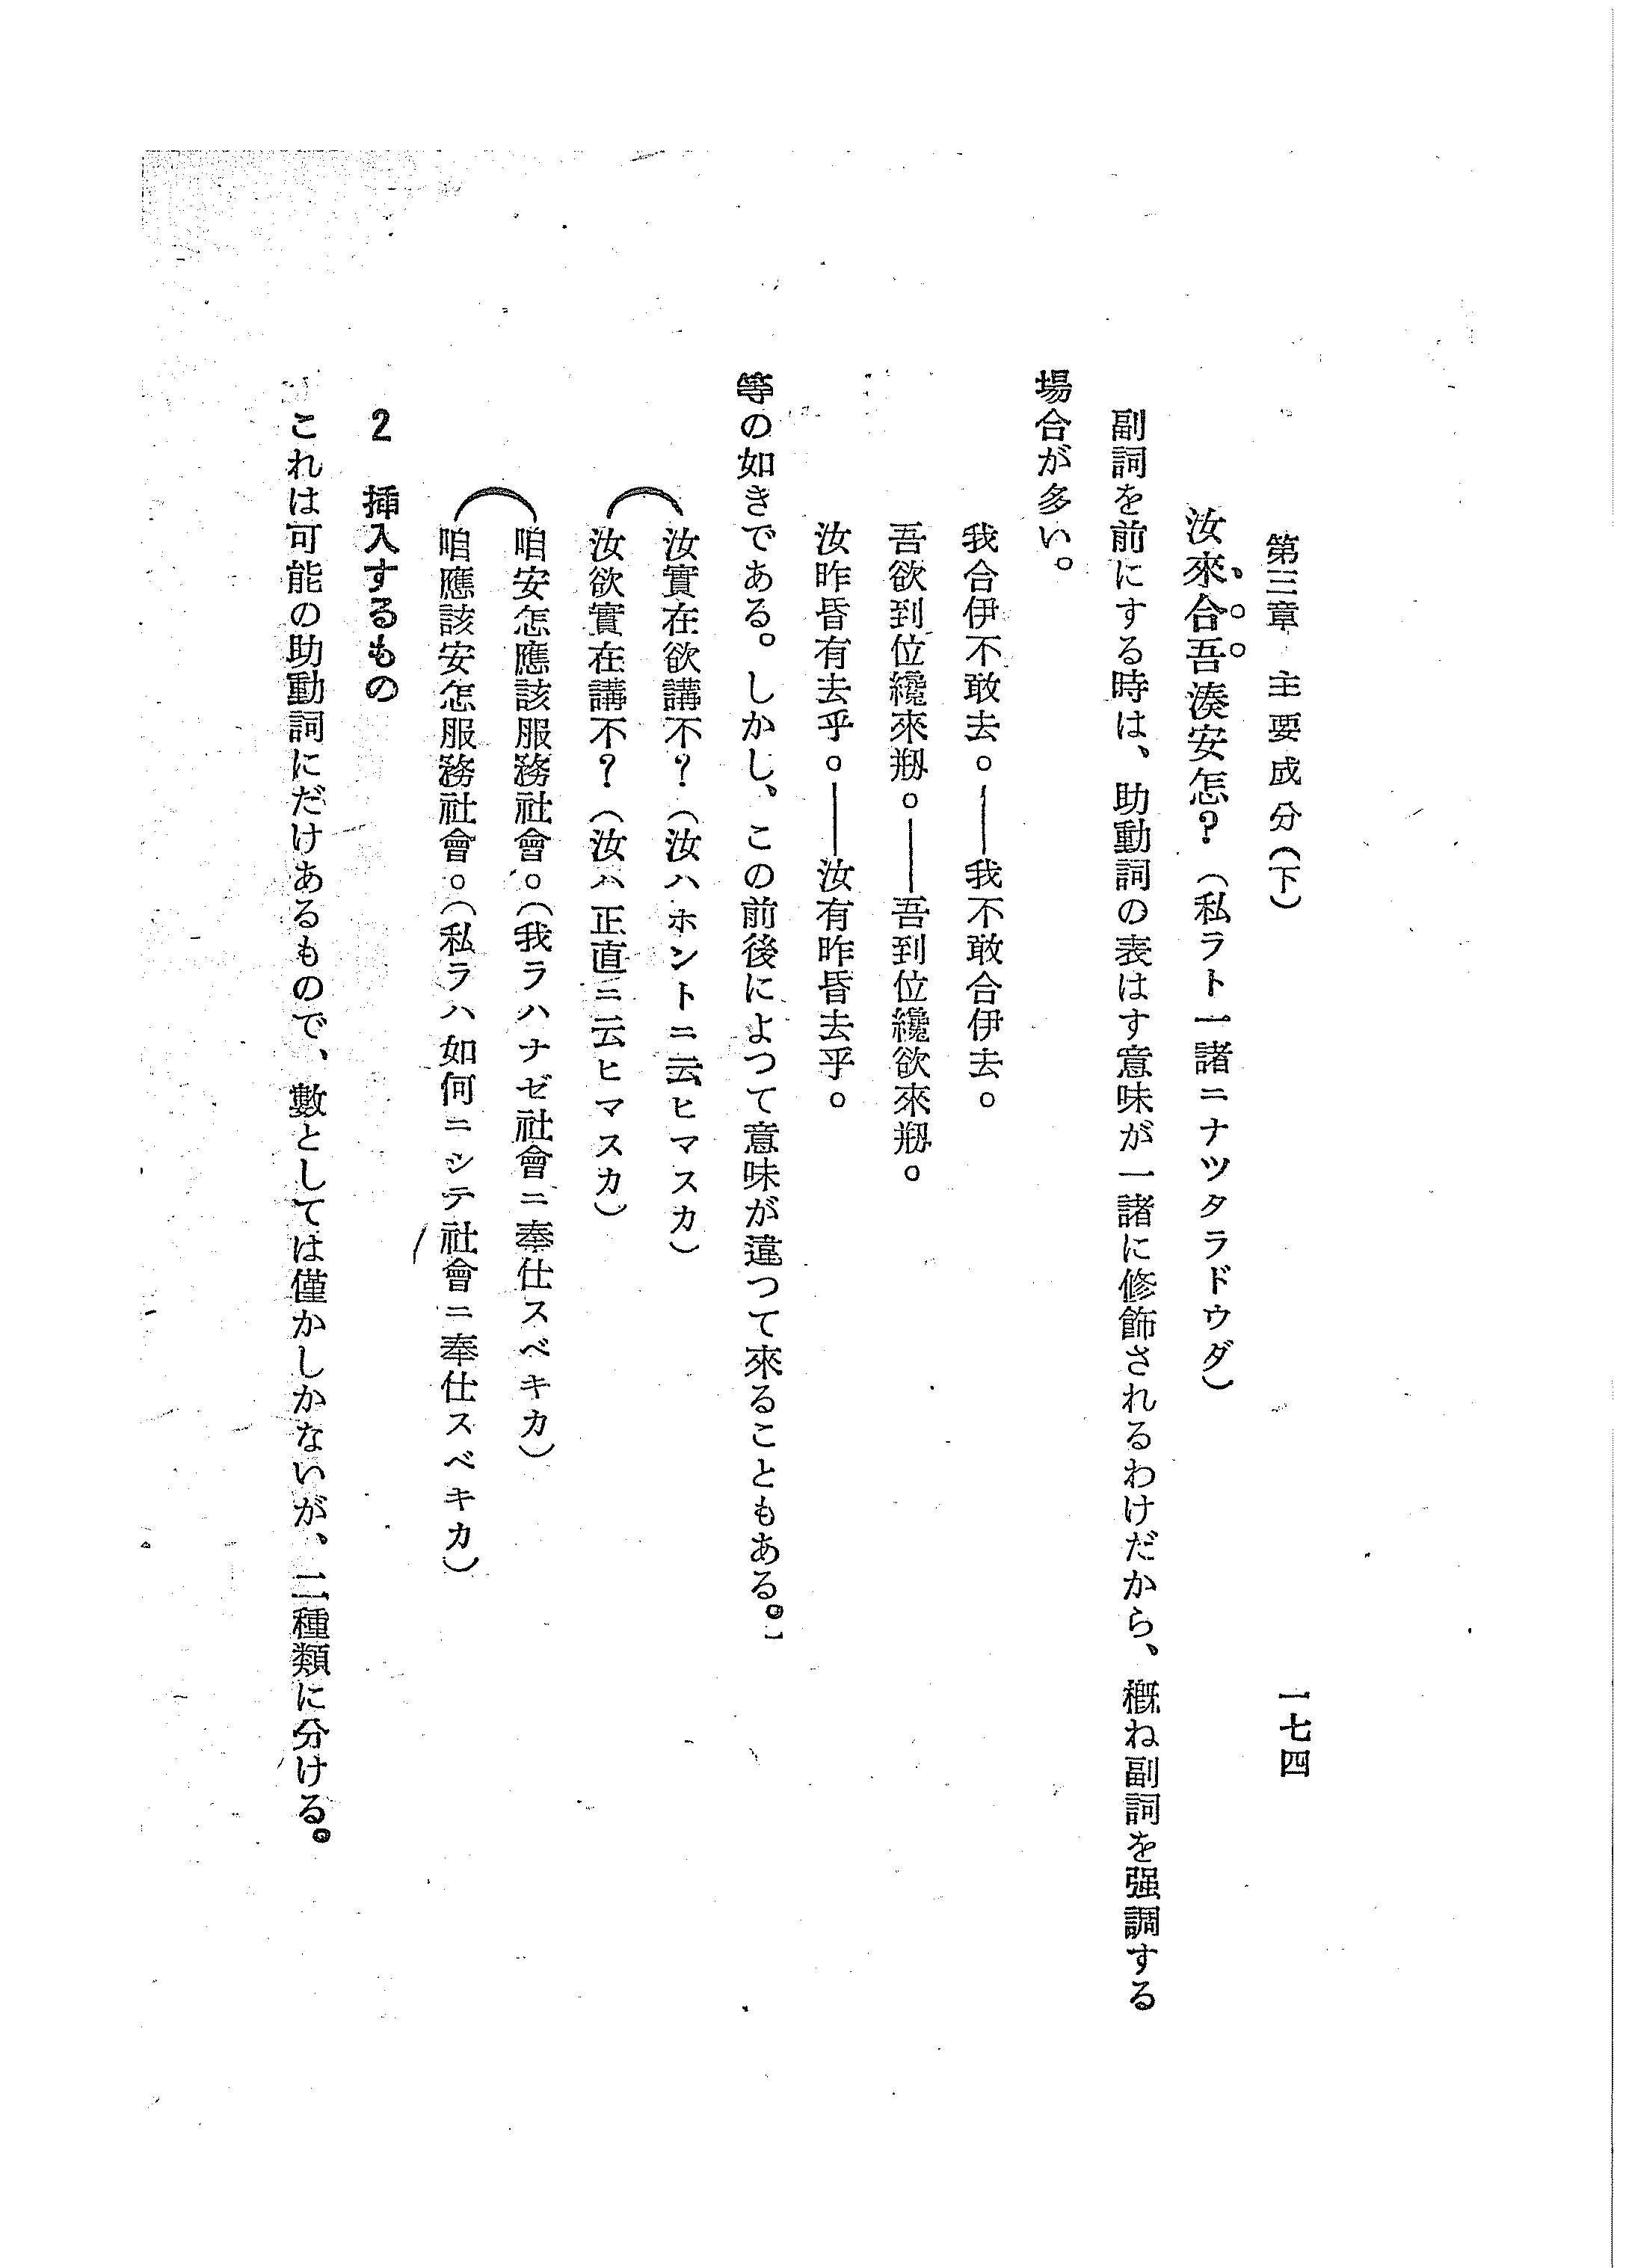 第三章 主要成分(下)
一七四
汝來合吾湊安怎?(私ラト一諸ニナツタラドウダ)
副詞を前にする時は、助動詞の表はす意味が一諸に修飾されるわけだから、槪ね副詞を强調する
場合が多い。
我合伊不敢去。――我不敢合伊去。
吾欲到位纔來剏。――吾到位纔欲來剏。
汝昨昏有去乎。――汝有昨昏去乎。
等の如きである。しかし、この前後によつて意味が違つて來ることもある。]
汝實在欲講不?(汝ハホントニ云ヒマスカ)
汝欲實在講不?(汝ハ正直ニ云ヒマスカ)
咱安怎應該服務社會。(我ラハナゼ社會ニ奉仕スベキカ)
咱應該安怎服務社會。(私ラハ如何ニシテ社會ニ奉仕スベキカ)
2 揷入するもの
これは可能の助動詞にだけあるもので、數としては僅かしかないが、二種類に分ける。